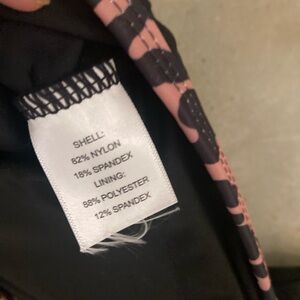 SHELL:
82% NYLON
18% SPANDEX
LINING:
88% POLYESTER
12% SPANDEX